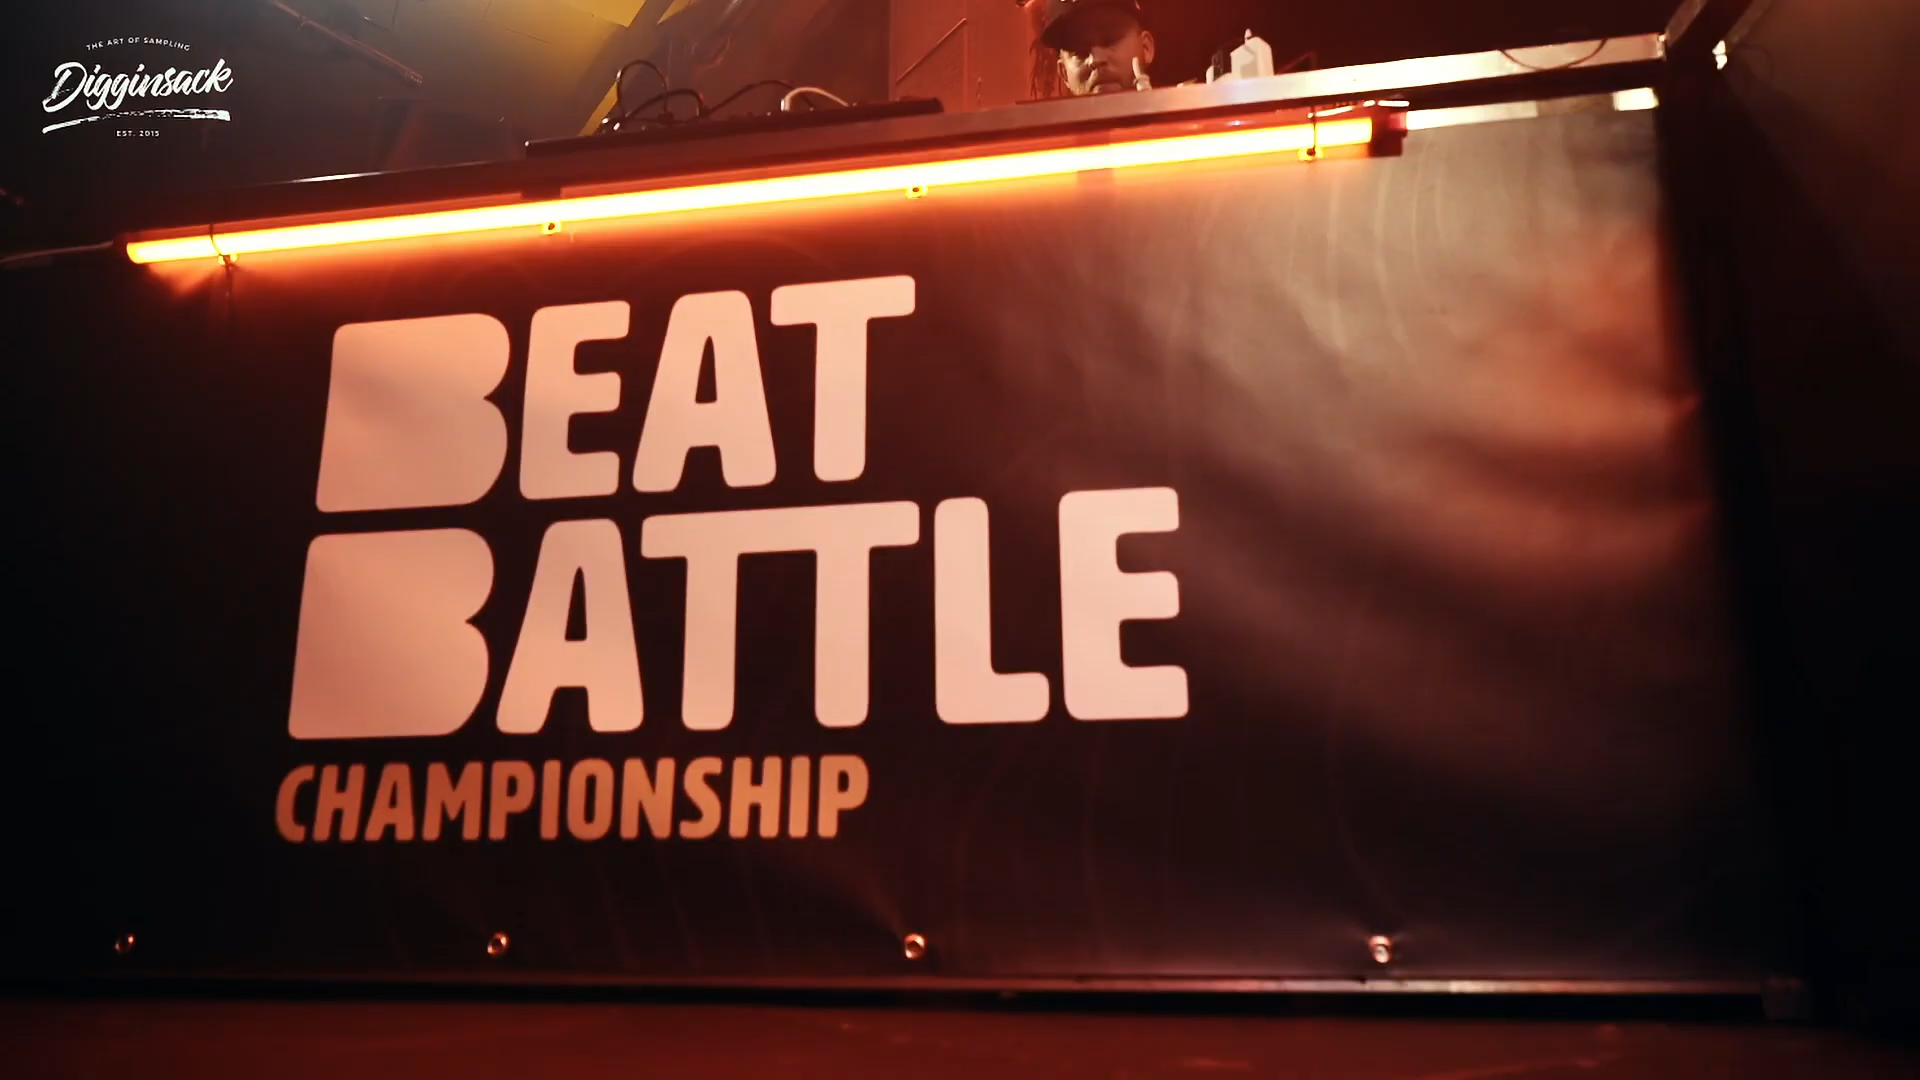 THE ART OF SAMPLING
Digginsack
EST. 2015
BEAT
BATTLE
CHAMPIONSHIP